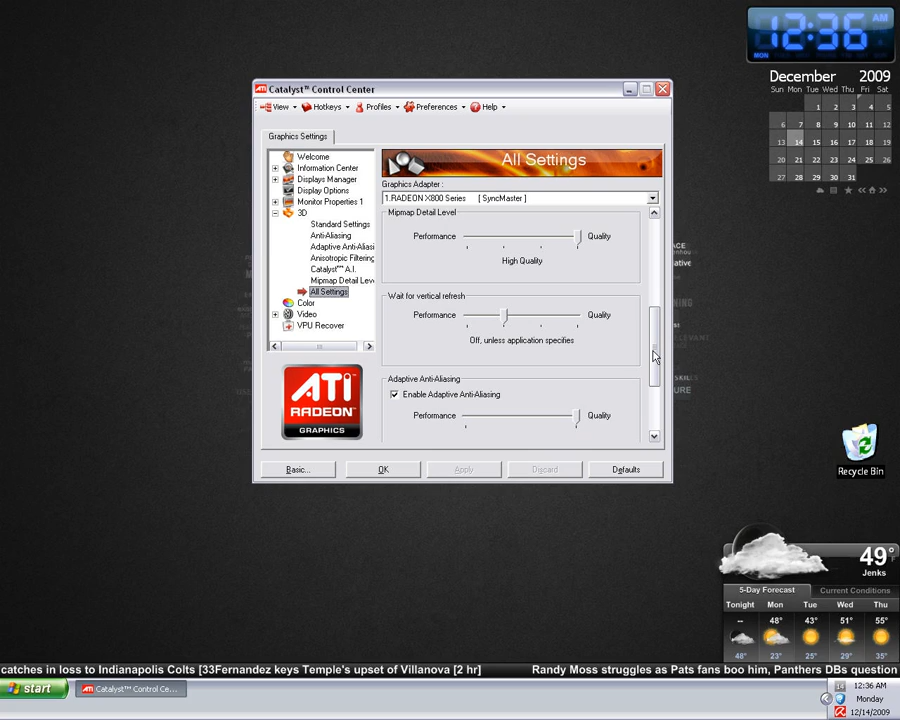 12:36 AM
MON
December 2009
Sun Mon Tue Wed Thu Fri Sat
1 2 3 4 5
6 7 8 9 10 11 12
13 14 15 16 17 18 19
20 21 22 23 24 25 26
27 28 29 30 31
ATI Catalyst™ Control Center
View Hotkeys Profiles Preferences Help
Graphics Settings
Welcome
Information Center
Displays Manager
Display Options
Monitor Properties 1
3D
Standard Settings
Anti-Aliasing
Adaptive Anti-Aliasi
Anisotropic Filtering
Catalyst™ A.I.
Mipmap Detail Leve
All Settings
Color
Video
VPU Recover
ATI
RADEON™
GRAPHICS
All Settings
Graphics Adapter :
1.RADEON X800 Series [ SyncMaster ]
Mipmap Detail Level
Performance Quality
High Quality
Wait for vertical refresh
Performance Quality
Off, unless application specifies
Adaptive Anti-Aliasing
Enable Adaptive Anti-Aliasing
Performance Quality
Basic... OK Apply Discard Defaults
Recycle Bin
49°F
Jenks
5-Day Forecast Current Conditions
Tonight Mon Tue Wed Thu
-- 48° 43° 51° 55°
48° 23° 25° 29° 35°
catches in loss to Indianapolis Colts [33Fernandez keys Temple's upset of Villanova [2 hr] Randy Moss struggles as Pats fans boo him, Panthers DBs question
start
ATI Catalyst™ Control Ce...
12:36 AM
Monday
12/14/2009